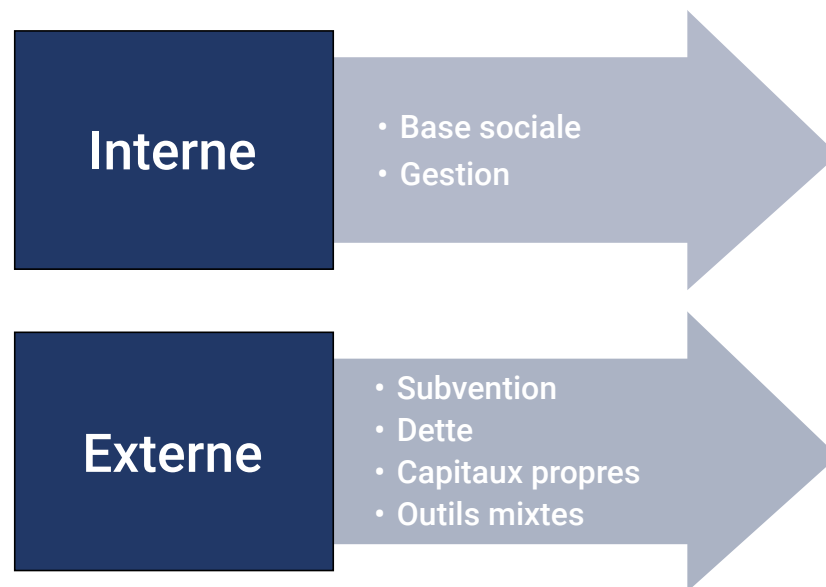 Interne
• Base sociale
• Gestion
Externe
• Subvention
• Dette
• Capitaux propres
• Outils mixtes